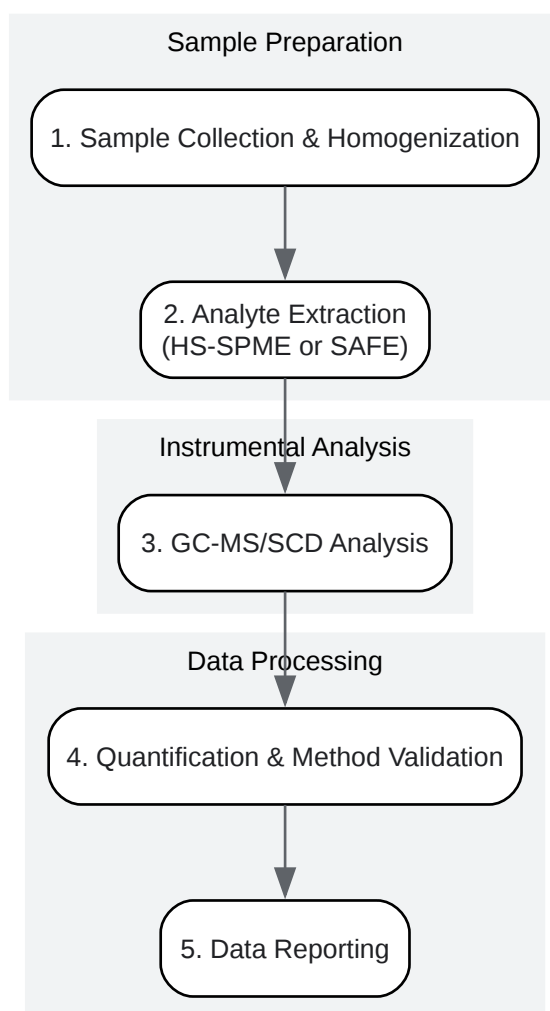 Sample Preparation
1. Sample Collection & Homogenization
2. Analyte Extraction
(HS-SPME or SAFE)
Instrumental Analysis
3. GC-MS/SCD Analysis
Data Processing
4. Quantification & Method Validation
5. Data Reporting